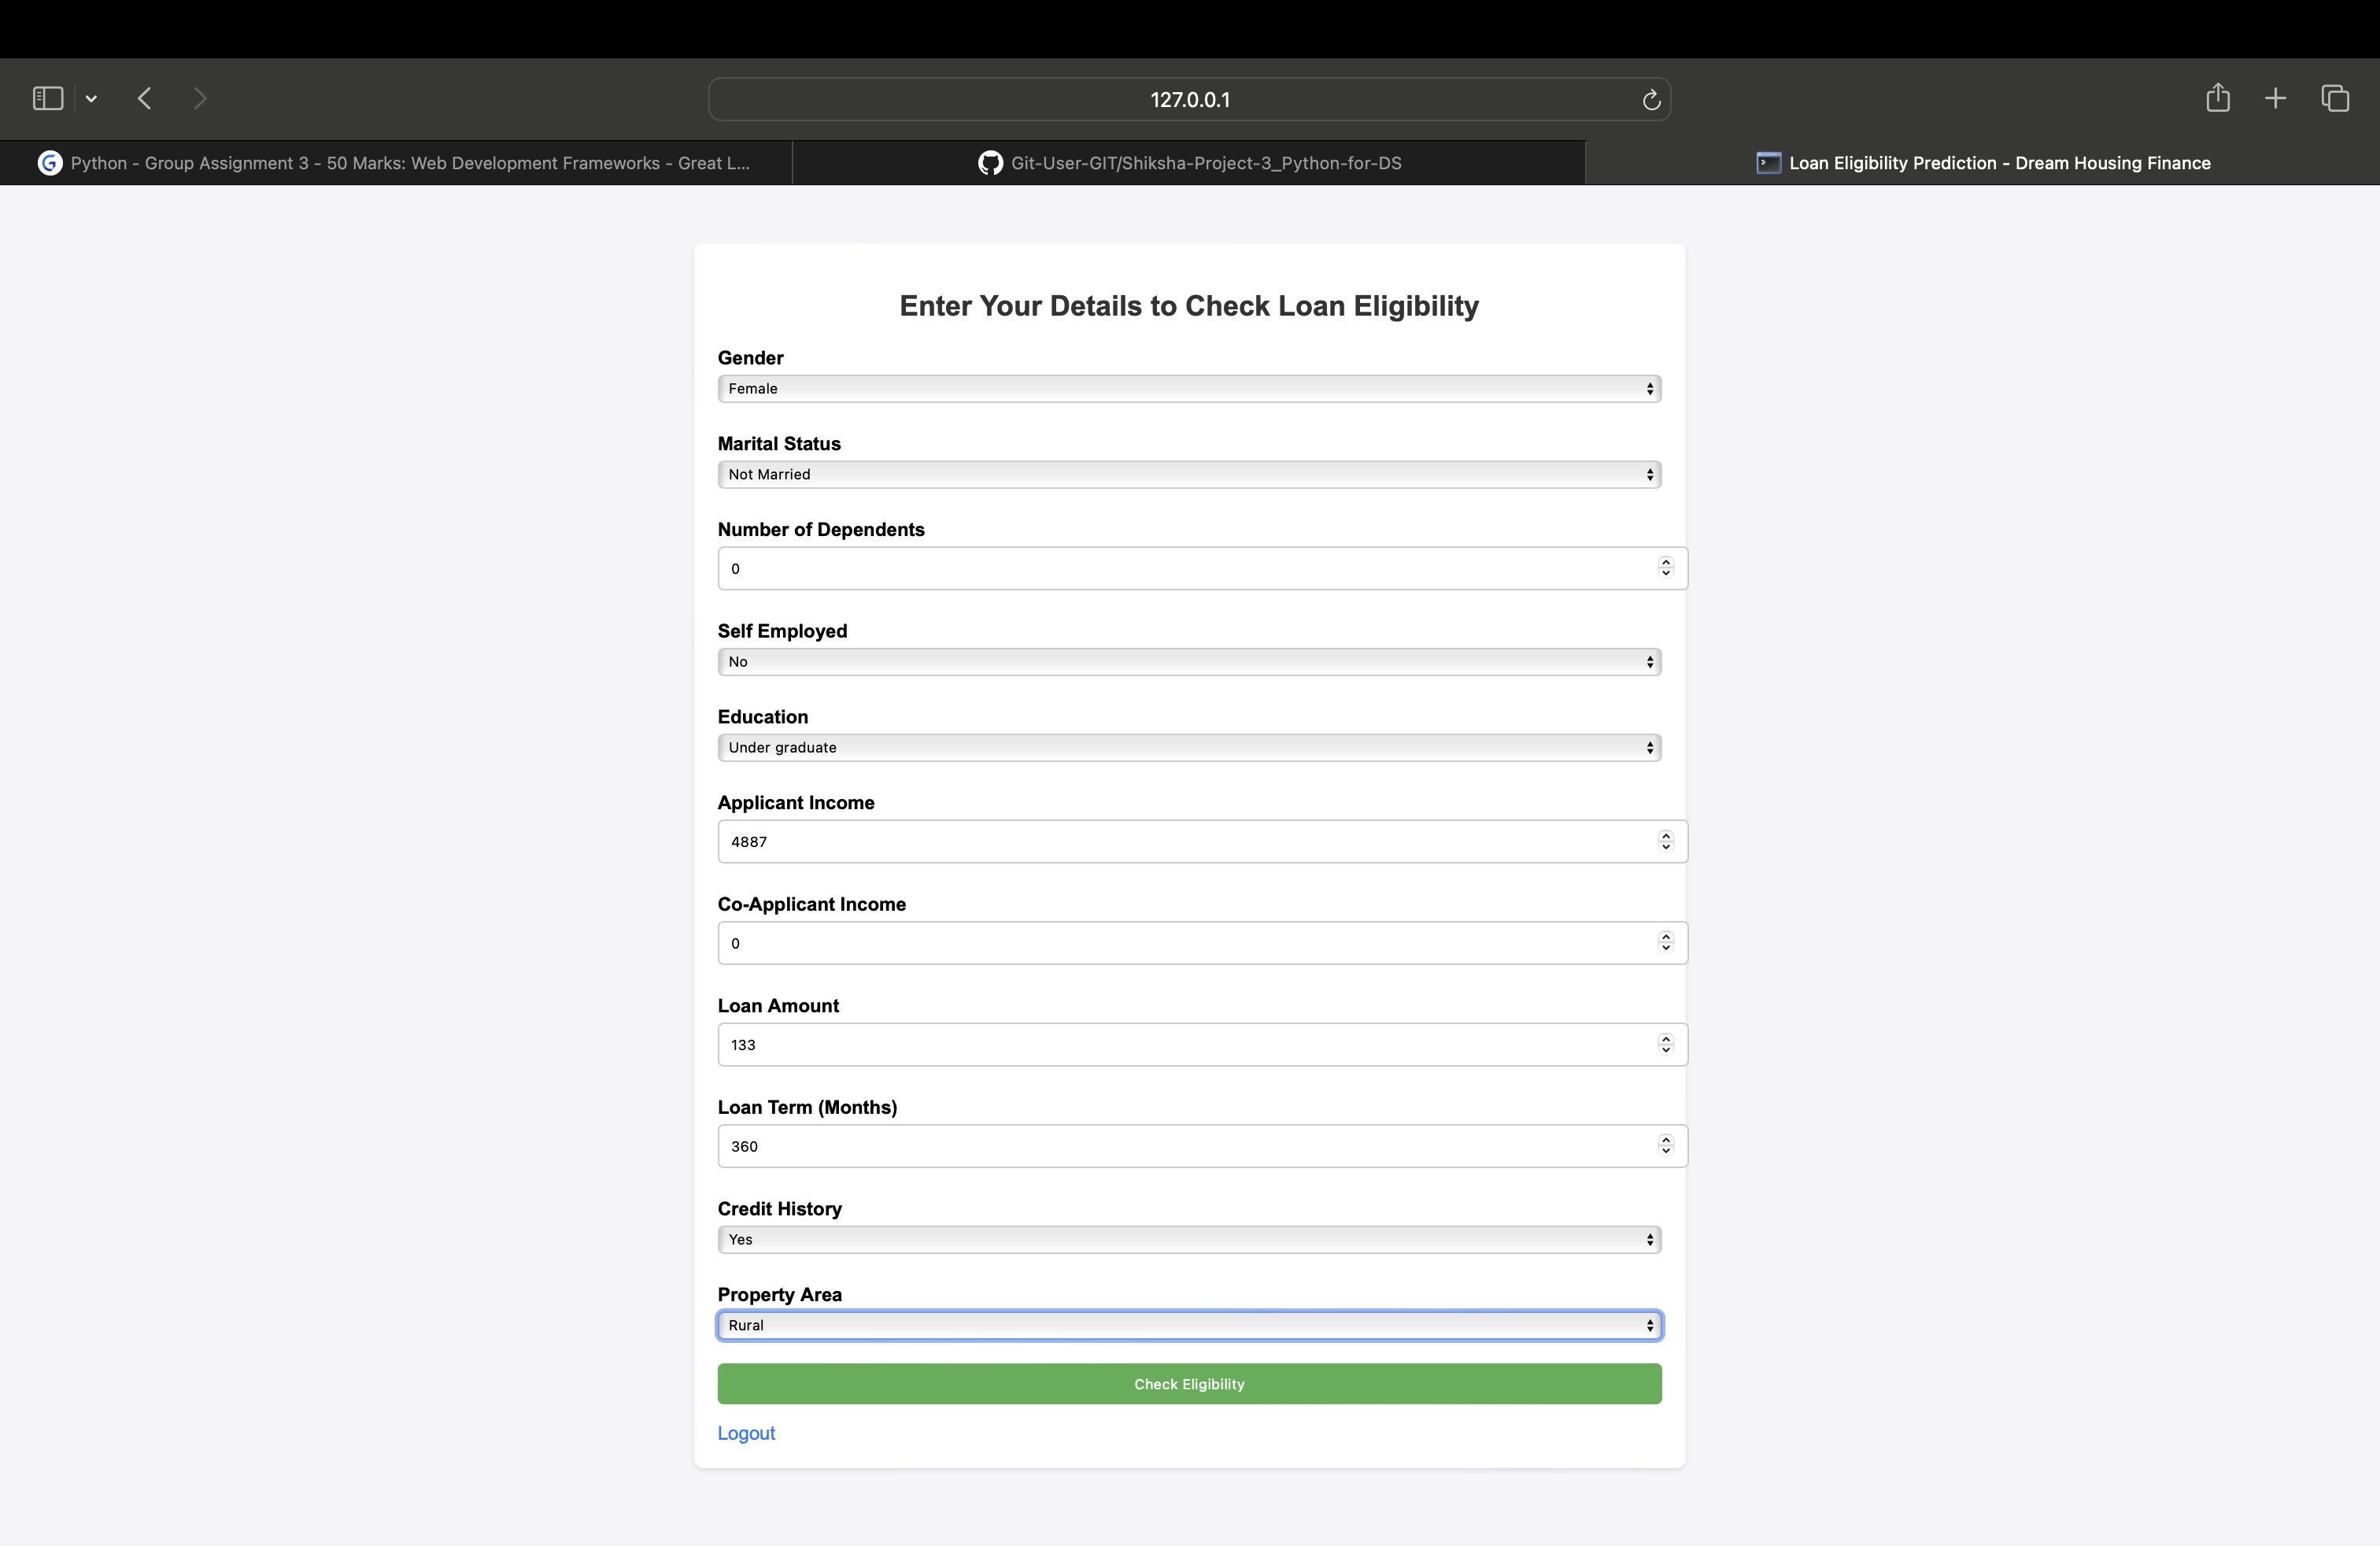 127.0.0.1
Python - Group Assignment 3 - 50 Marks: Web Development Frameworks - Great L...
Git-User-GIT/Shiksha-Project-3_Python-for-DS
Loan Eligibility Prediction - Dream Housing Finance
Enter Your Details to Check Loan Eligibility
Gender
Female
Marital Status
Not Married
Number of Dependents
0
Self Employed
No
Education
Under graduate
Applicant Income
4887
Co-Applicant Income
0
Loan Amount
133
Loan Term (Months)
360
Credit History
Yes
Property Area
Rural
Check Eligibility
Logout